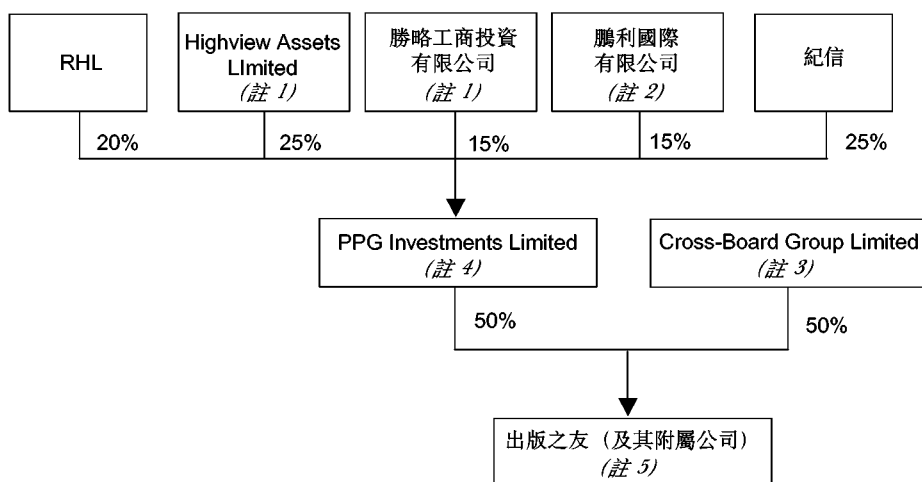 RHL
Highview Assets
LImited
(註 1)
勝略工商投資
有限公司
(註 1)
鵬利國際
有限公司
(註 2)
紀信
20%
25%
15%
15%
25%
PPG Investments Limited
(註 4)
Cross-Board Group Limited
(註 3)
50%
50%
出版之友（及其附屬公司）
(註 5)